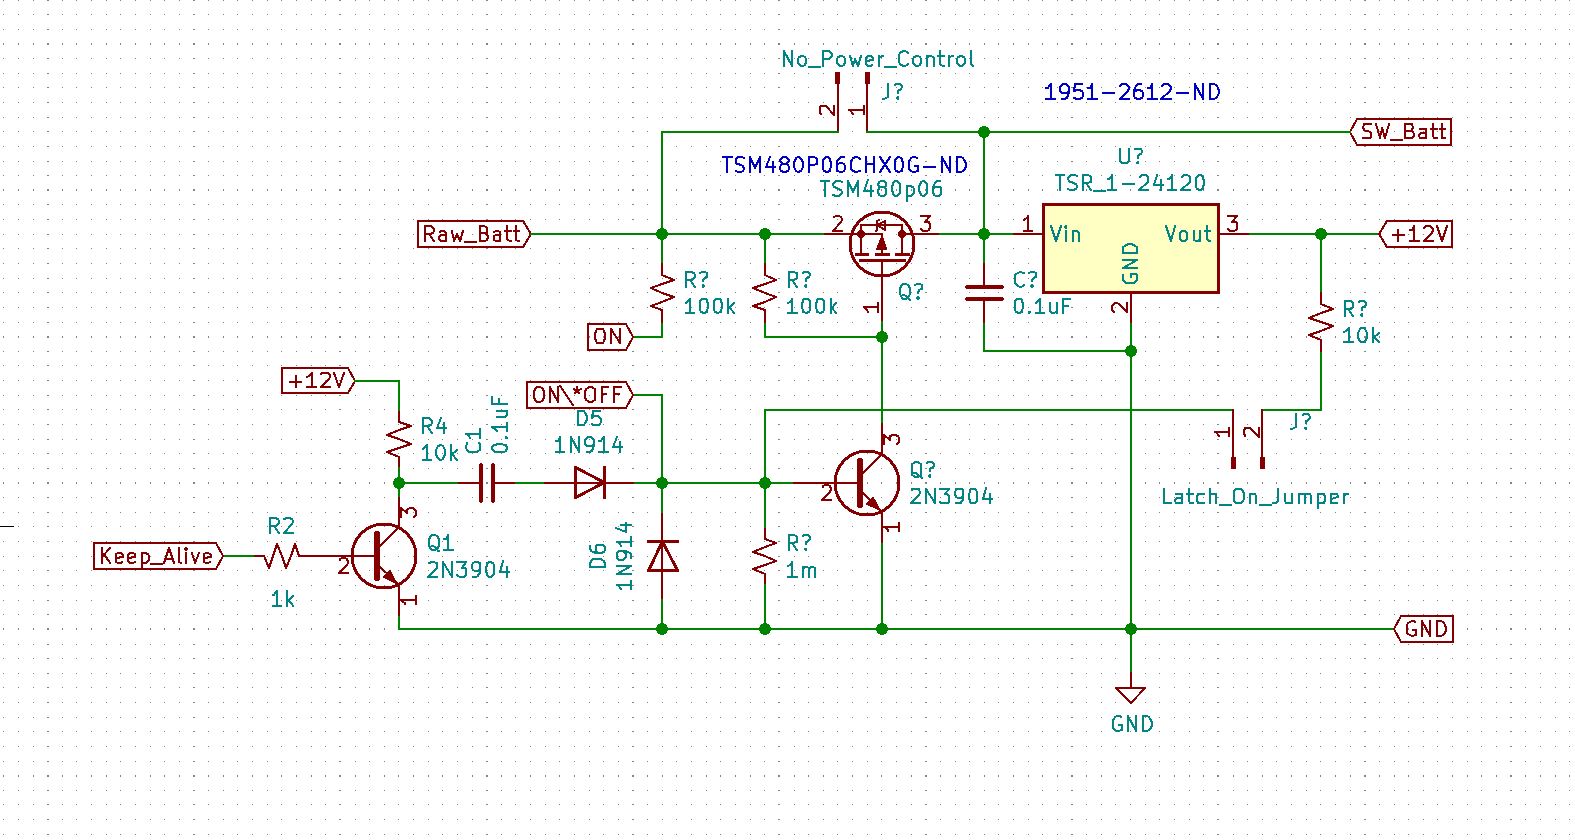 No_Power_Control
J?
2
1
1951-2612-ND
SW_Batt
TSM480P06CHX0G-ND
TSM480p06
U?
TSR_1-24120
Raw_Batt
2
3
1
Vin
Vout
GND
3
+12V
R?
100k
R?
100k
1
Q?
C?
0.1uF
2
R?
10k
ON
+12V
ON\*OFF
D5
1N914
R4
10k
C1
0.1uF
3
Q?
2N3904
2
1
1
2
J?
Latch_On_Jumper
R2
Keep_Alive
1k
3
2
Q1
2N3904
1
D6
1N914
R?
1m
GND
GND